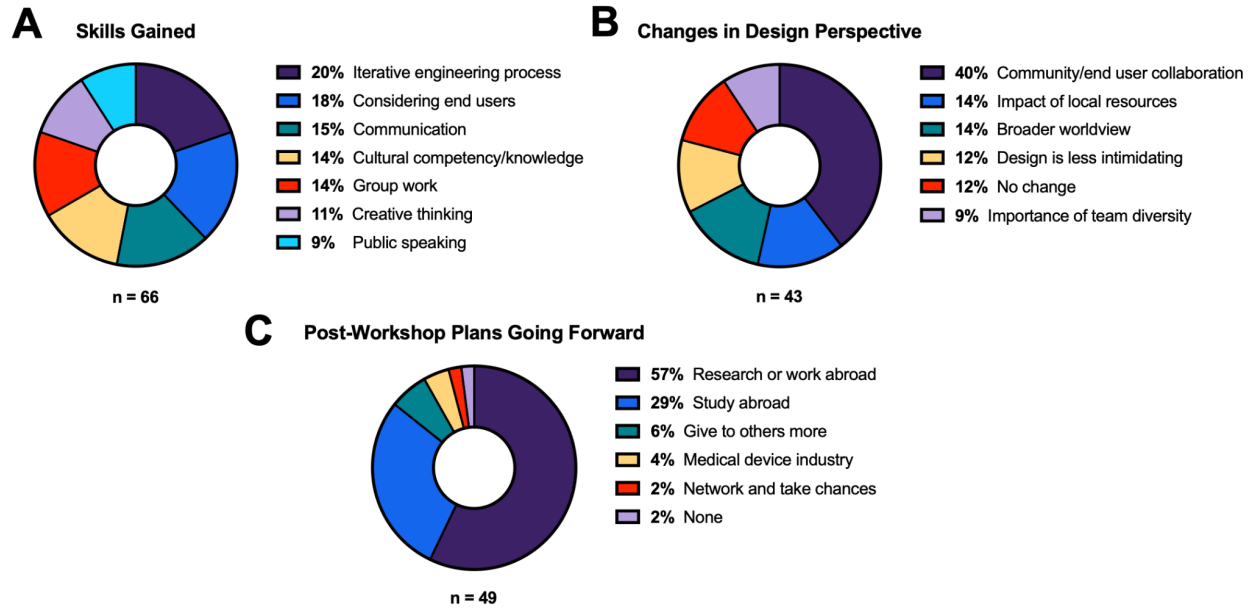 A
Skills Gained
20% Iterative engineering process
18% Considering end users
15% Communication
14% Cultural competency/knowledge
14% Group work
11% Creative thinking
9% Public speaking
n = 66
B
Changes in Design Perspective
40% Community/end user collaboration
14% Impact of local resources
14% Broader worldview
12% Design is less intimidating
12% No change
9% Importance of team diversity
n = 43
C
Post-Workshop Plans Going Forward
57% Research or work abroad
29% Study abroad
6% Give to others more
4% Medical device industry
2% Network and take chances
2% None
n = 49